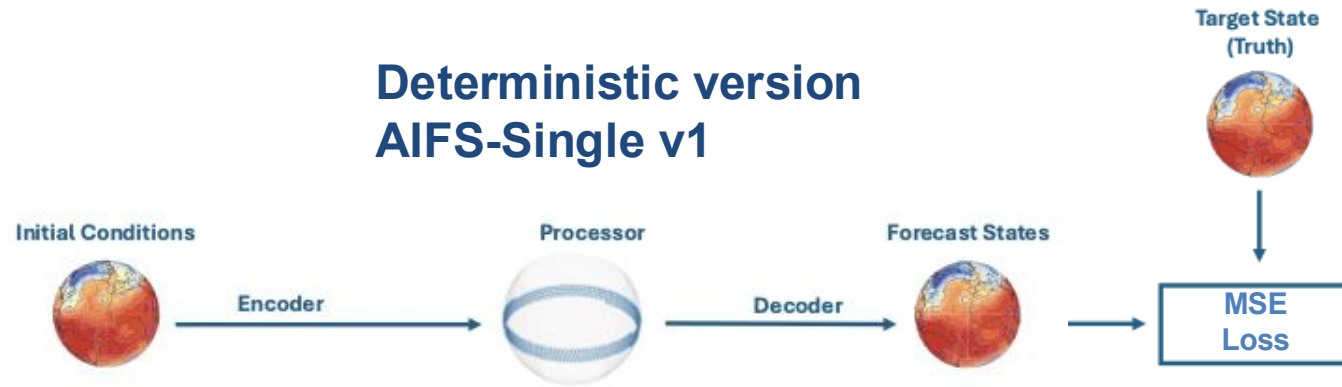 Target State
(Truth)
Deterministic version
AIFS-Single v1
Initial Conditions
Processor
Forecast States
Encoder
Decoder
MSE
Loss